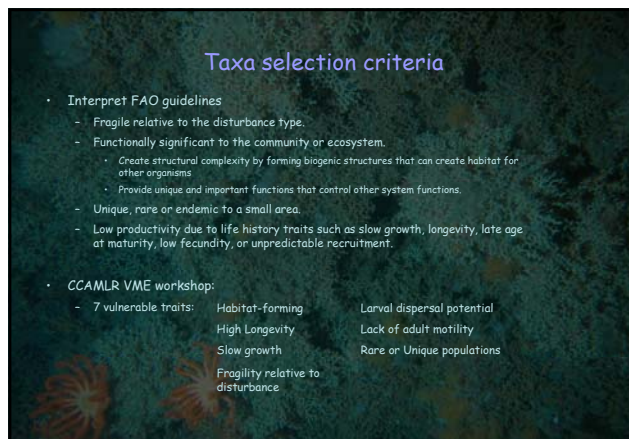 Taxa selection criteria
• Interpret FAO guidelines
– Fragile relative to the disturbance type.
– Functionally significant to the community or ecosystem.
• Create structural complexity by forming biogenic structures that can create habitat for
other organisms
• Provide unique and important functions that control other system functions.
– Unique, rare or endemic to a small area.
– Low productivity due to life history traits such as slow growth, longevity, late age
at maturity, low fecundity, or unpredictable recruitment.
• CCAMLR VME workshop:
– 7 vulnerable traits: Habitat-forming Larval dispersal potential
High Longevity Lack of adult motility
Slow growth Rare or Unique populations
Fragility relative to
disturbance